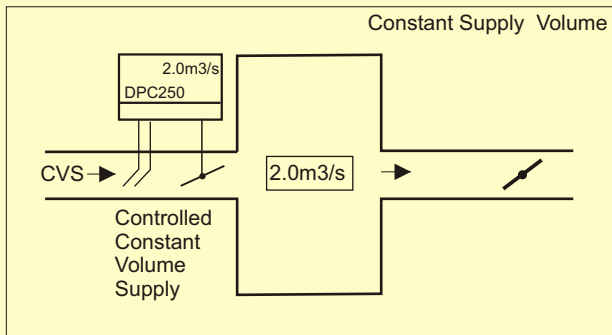 Constant Supply Volume
2.0m3/s
DPC250
CVS
2.0m3/s
Controlled
Constant
Volume
Supply